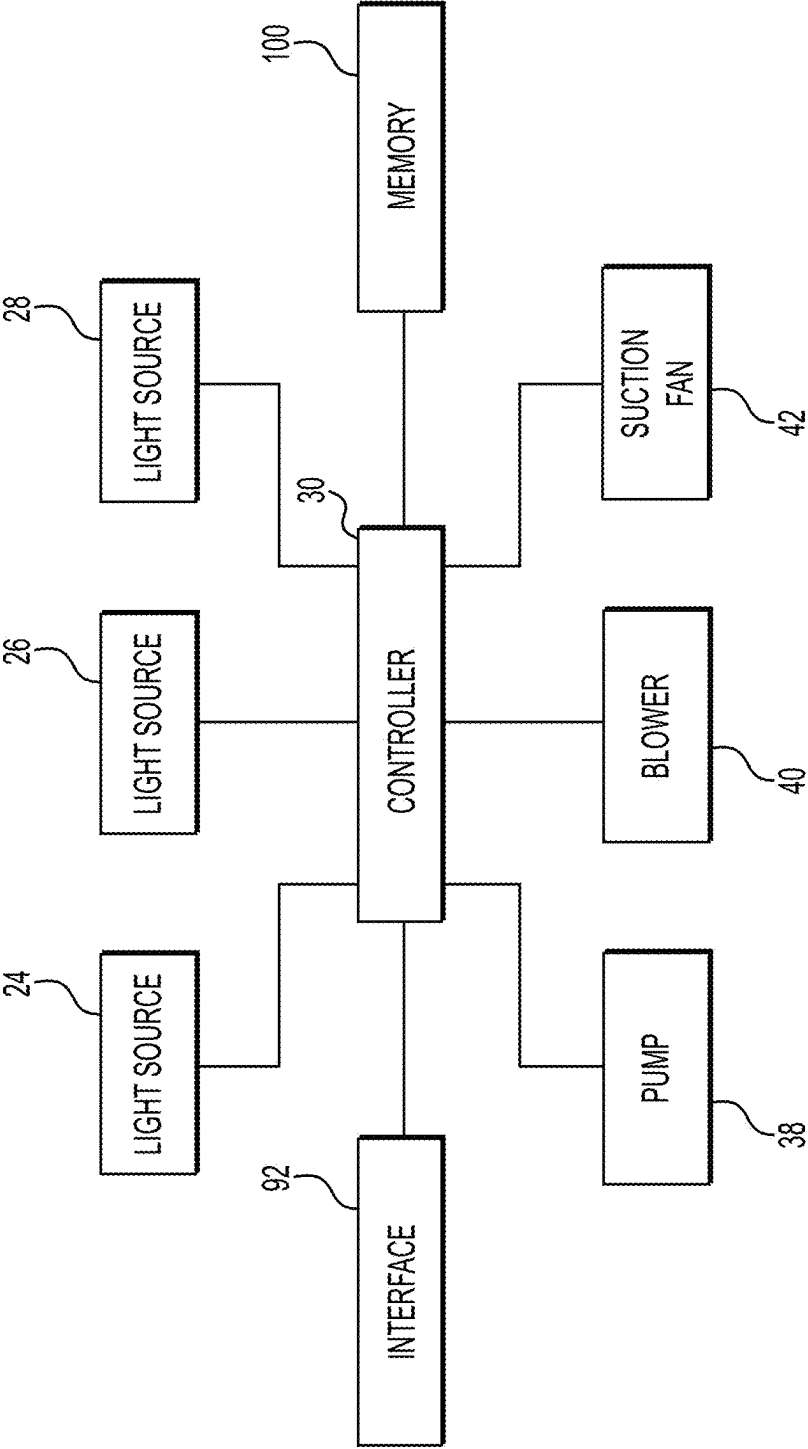 24
26
28
LIGHT SOURCE
LIGHT SOURCE
LIGHT SOURCE
92
30
100
INTERFACE
CONTROLLER
MEMORY
PUMP
BLOWER
SUCTION
FAN
38
40
42